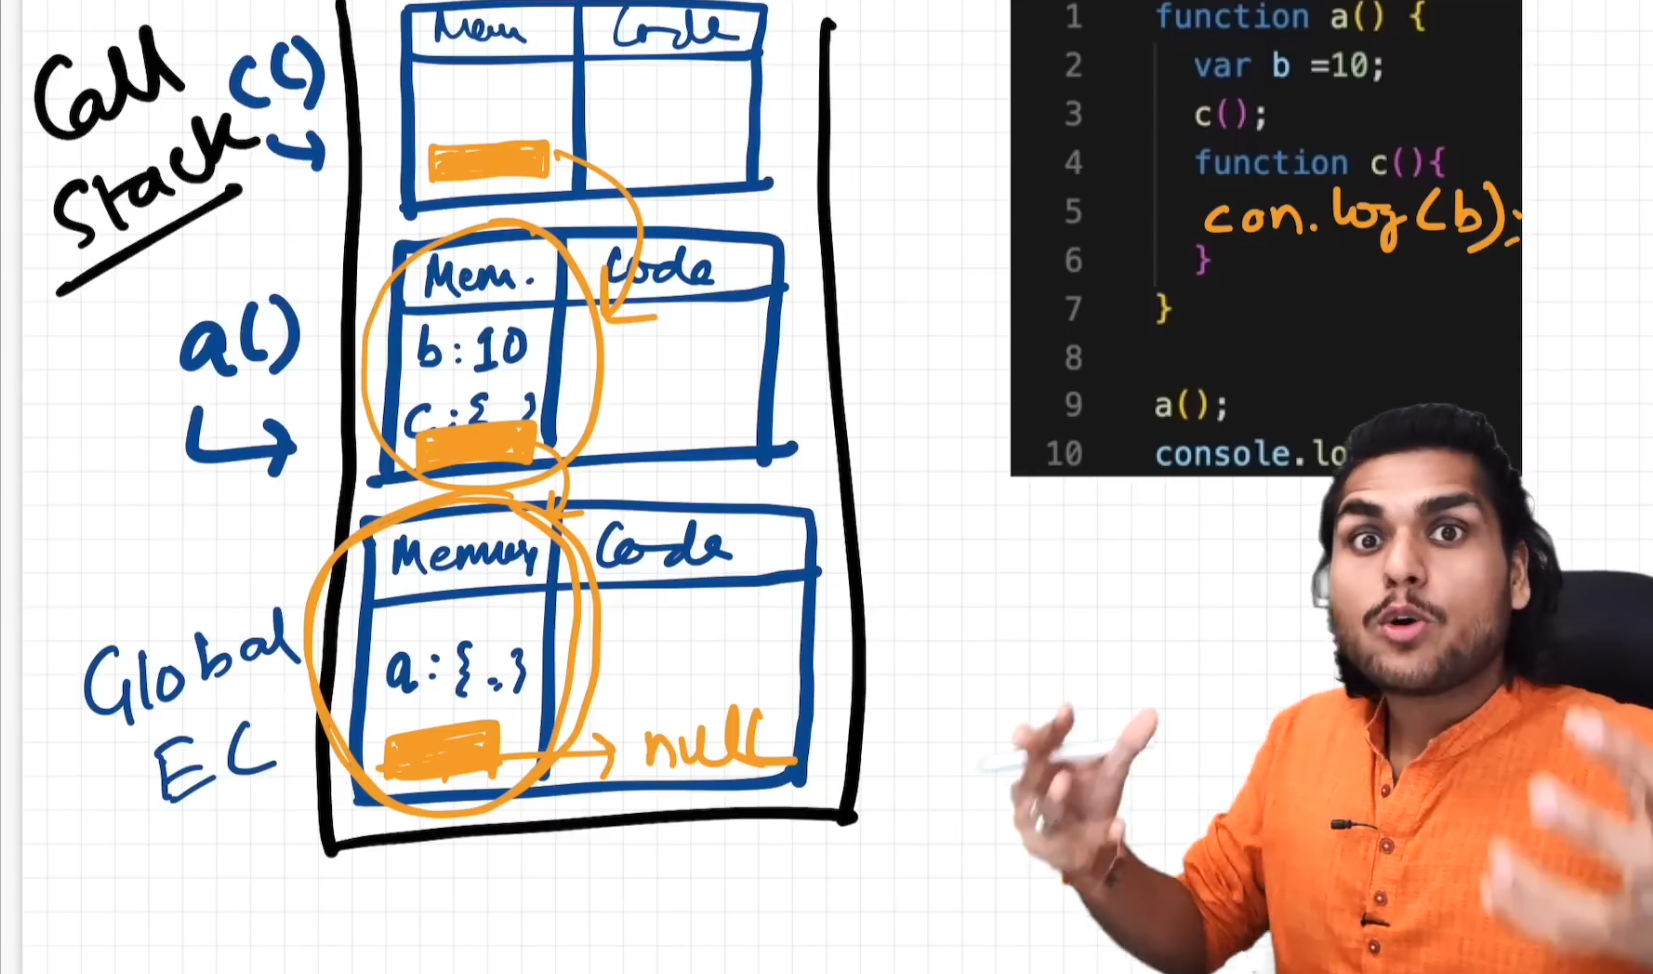 Call
Stack
c()
Mem
Code
a()
Mem.
Code
b : 10
c : {
Global
EC
Memory
Code
a : { . , }
null
1 function a() {
2 var b =10;
3 c();
4 function c(){
5 con.log(b);
6 }
7 }
8
9 a();
10 console.lo